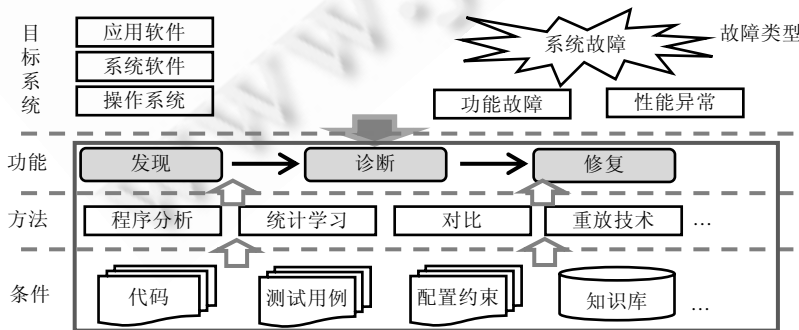 目标系统
应用软件
系统软件
操作系统
系统故障
故障类型
功能故障
性能异常
功能
发现
诊断
修复
方法
程序分析
统计学习
对比
重放技术
…
条件
代码
测试用例
配置约束
知识库
…